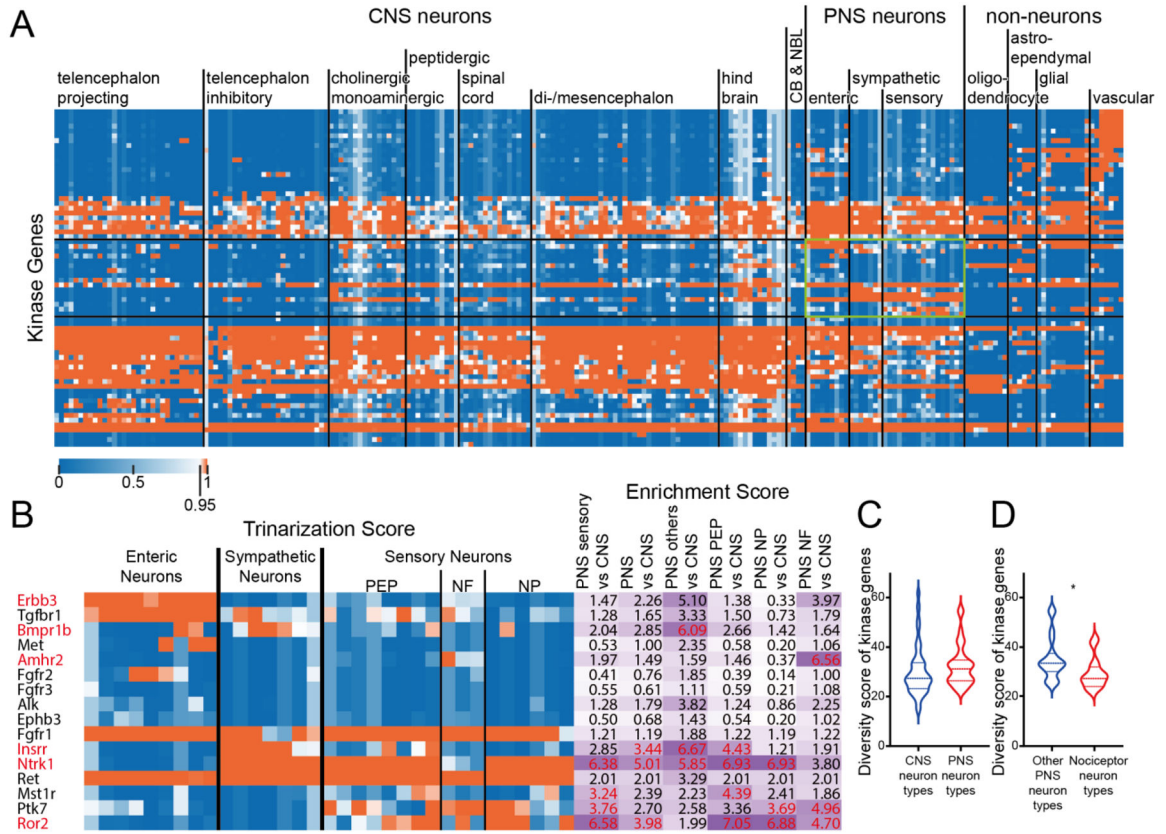 A
CNS neurons
PNS neurons
non-neurons
telencephalon projecting
telencephalon inhibitory
cholinergic monoaminergic
peptidergic
spinal cord
di-/mesencephalon
hind brain
CB & NBL
enteric
sympathetic
sensory
oligo-dendrocyte
astro-ependymal
glial
vascular
Kinase Genes
0 0.5 1
0.95
B
Trinarization Score
Enrichment Score
Enteric Neurons
Sympathetic Neurons
Sensory Neurons
PEP NF NP
PNS sensory vs CNS
PNS vs CNS
PNS others vs CNS
PNS PEP vs CNS
PNS NP vs CNS
PNS NF vs CNS
Erbb3 1.47 2.26 5.10 1.38 0.33 3.97
Tgfbr1 1.28 1.65 3.33 1.50 0.73 1.79
Bmpr1b 2.04 2.85 6.09 2.66 1.42 1.64
Met 0.53 1.00 2.35 0.58 0.20 1.06
Amhr2 1.97 1.49 1.59 1.46 0.37 6.56
Fgfr2 0.41 0.76 1.85 0.39 0.14 1.00
Fgfr3 0.55 0.61 1.11 0.59 0.21 1.08
Alk 1.28 1.79 3.82 1.24 0.86 2.25
Ephb3 0.50 0.68 1.43 0.54 0.20 1.02
Fgfr1 1.21 1.19 1.88 1.22 1.19 1.22
Insrr 2.85 3.44 6.67 4.43 1.21 1.91
Ntrk1 6.38 5.01 5.85 6.93 6.93 3.80
Ret 2.01 2.01 3.29 2.01 2.01 2.01
Mst1r 3.24 2.39 2.23 4.39 2.41 1.86
Ptk7 3.76 2.70 2.58 3.36 3.69 4.96
Ror2 6.58 3.98 1.99 7.05 6.88 4.70
C
Diversity score of kinase genes
60
40
20
0
CNS neuron types
PNS neuron types
D
Diversity score of kinase genes
60
40
20
0
*
Other PNS neuron types
Nociceptor neuron types